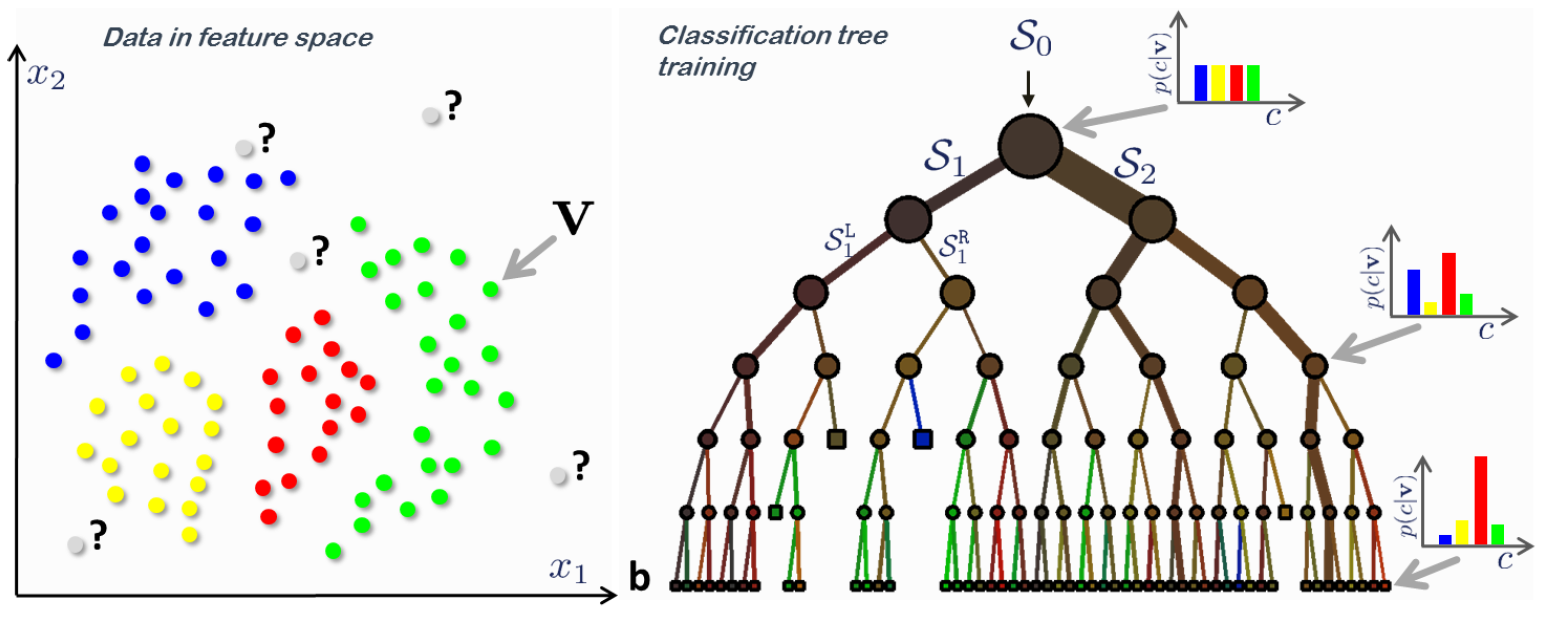 Data in feature space
x₂
?
?
?
V
?
?
x₁
Classification tree
training
S₀
p(c|v)
c
S₁
S₂
S₁ᴸ
S₁ᴿ
p(c|v)
c
p(c|v)
c
b